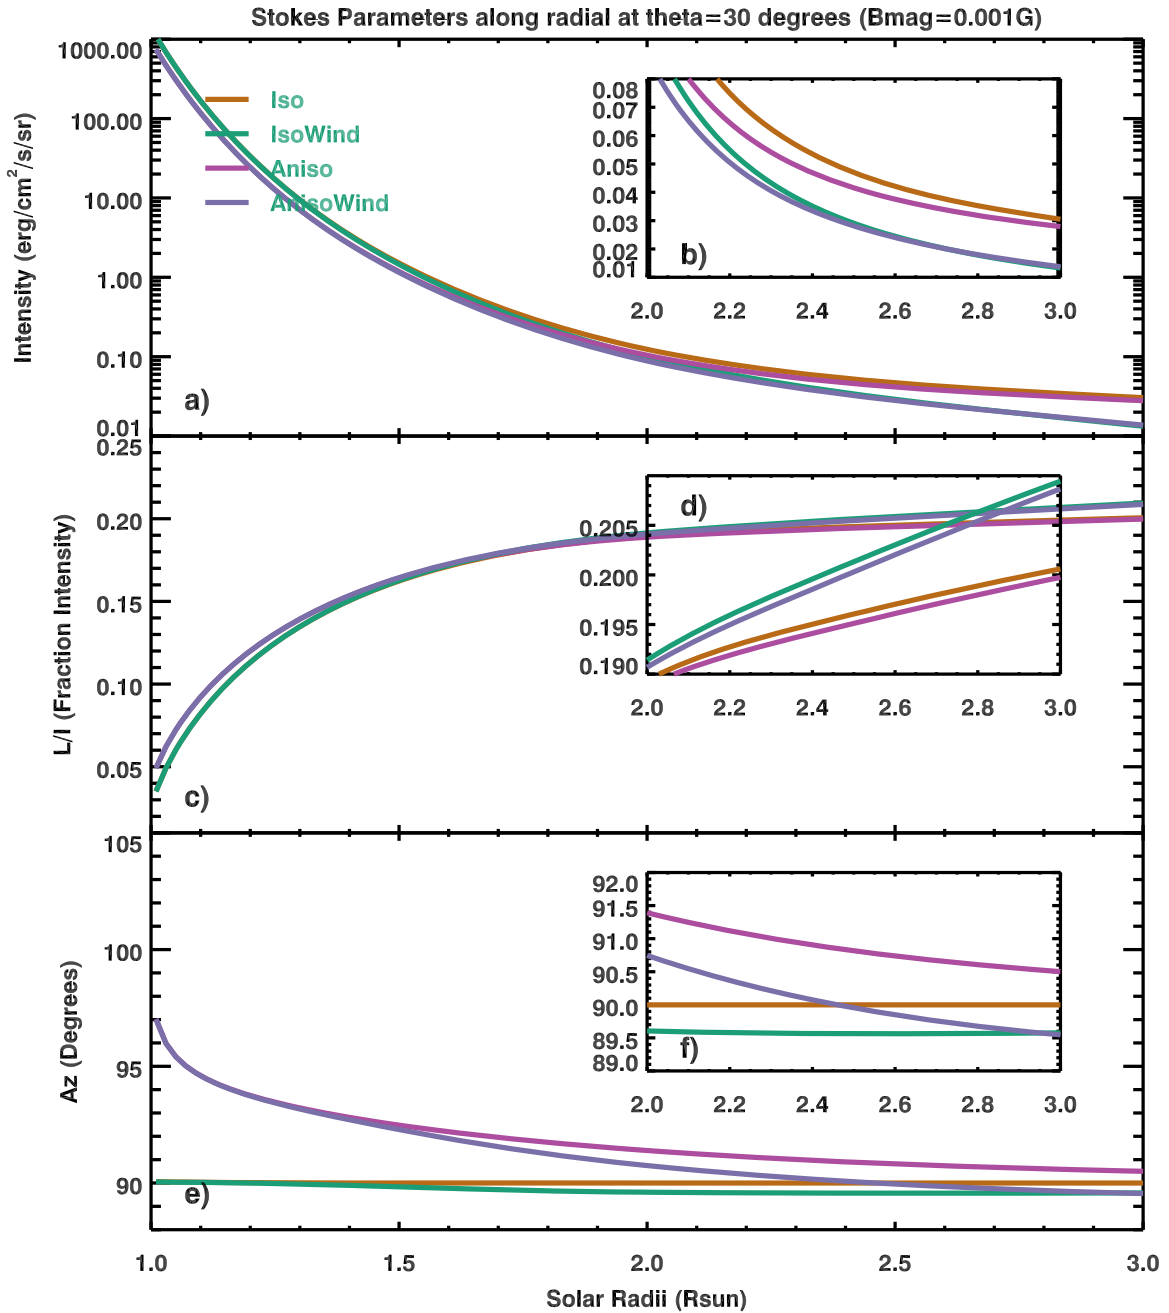 Stokes Parameters along radial at theta=30 degrees (Bmag=0.001G)
Intensity (erg/cm²/s/sr)
1000.00
100.00
10.00
1.00
0.10
0.01
Iso
IsoWind
Aniso
AnisoWind
a)
0.08
0.07
0.06
0.05
0.04
0.03
0.02
0.01
b)
2.0 2.2 2.4 2.6 2.8 3.0
L/I (Fraction Intensity)
0.25
0.20
0.15
0.10
0.05
c)
d)
0.205
0.200
0.195
0.190
2.0 2.2 2.4 2.6 2.8 3.0
Az (Degrees)
105
100
95
90
e)
92.0
91.5
91.0
90.5
90.0
89.5
89.0
f)
2.0 2.2 2.4 2.6 2.8 3.0
1.0 1.5 2.0 2.5 3.0
Solar Radii (Rsun)